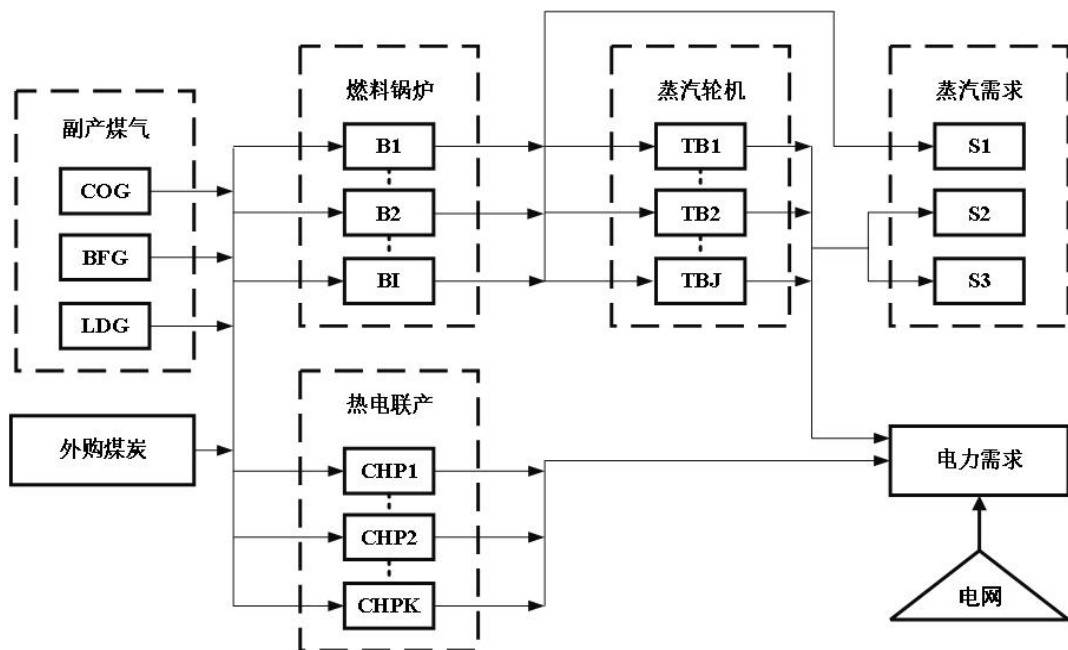 副产煤气
COG
BFG
LDG
外购煤炭
燃料锅炉
B1
B2
BI
热电联产
CHP1
CHP2
CHPK
蒸汽轮机
TB1
TB2
TBJ
蒸汽需求
S1
S2
S3
电力需求
电网